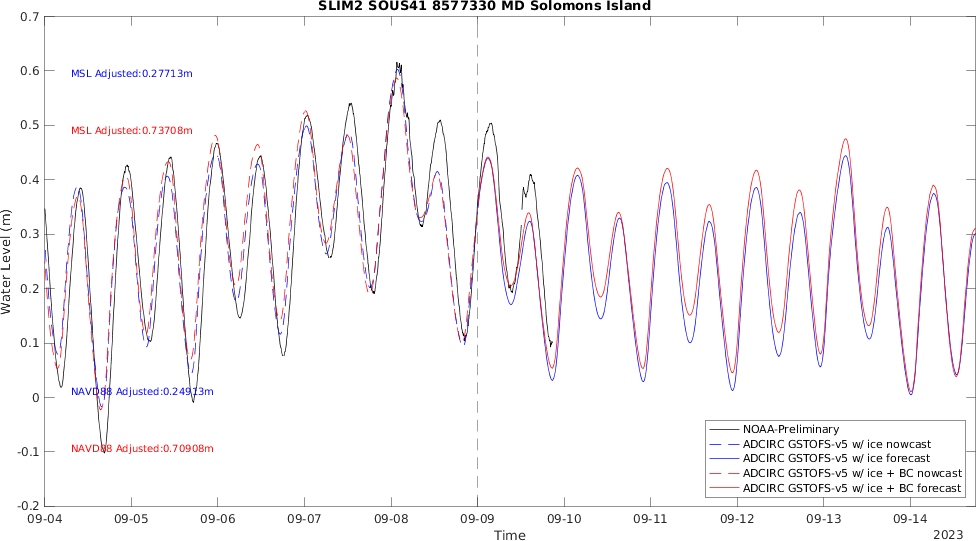 SLIM2 SOUS41 8577330 MD Solomons Island
0.7
0.6
0.5
0.4
0.3
0.2
0.1
0
-0.1
-0.2
Water Level (m)
MSL Adjusted:0.27713m
MSL Adjusted:0.73708m
NAVD88 Adjusted:0.24913m
NAVD88 Adjusted:0.70908m
NOAA-Preliminary
ADCIRC GSTOFS-v5 w/ ice nowcast
ADCIRC GSTOFS-v5 w/ ice forecast
ADCIRC GSTOFS-v5 w/ ice + BC nowcast
ADCIRC GSTOFS-v5 w/ ice + BC forecast
09-04 09-05 09-06 09-07 09-08 09-09 09-10 09-11 09-12 09-13 09-14
Time
2023